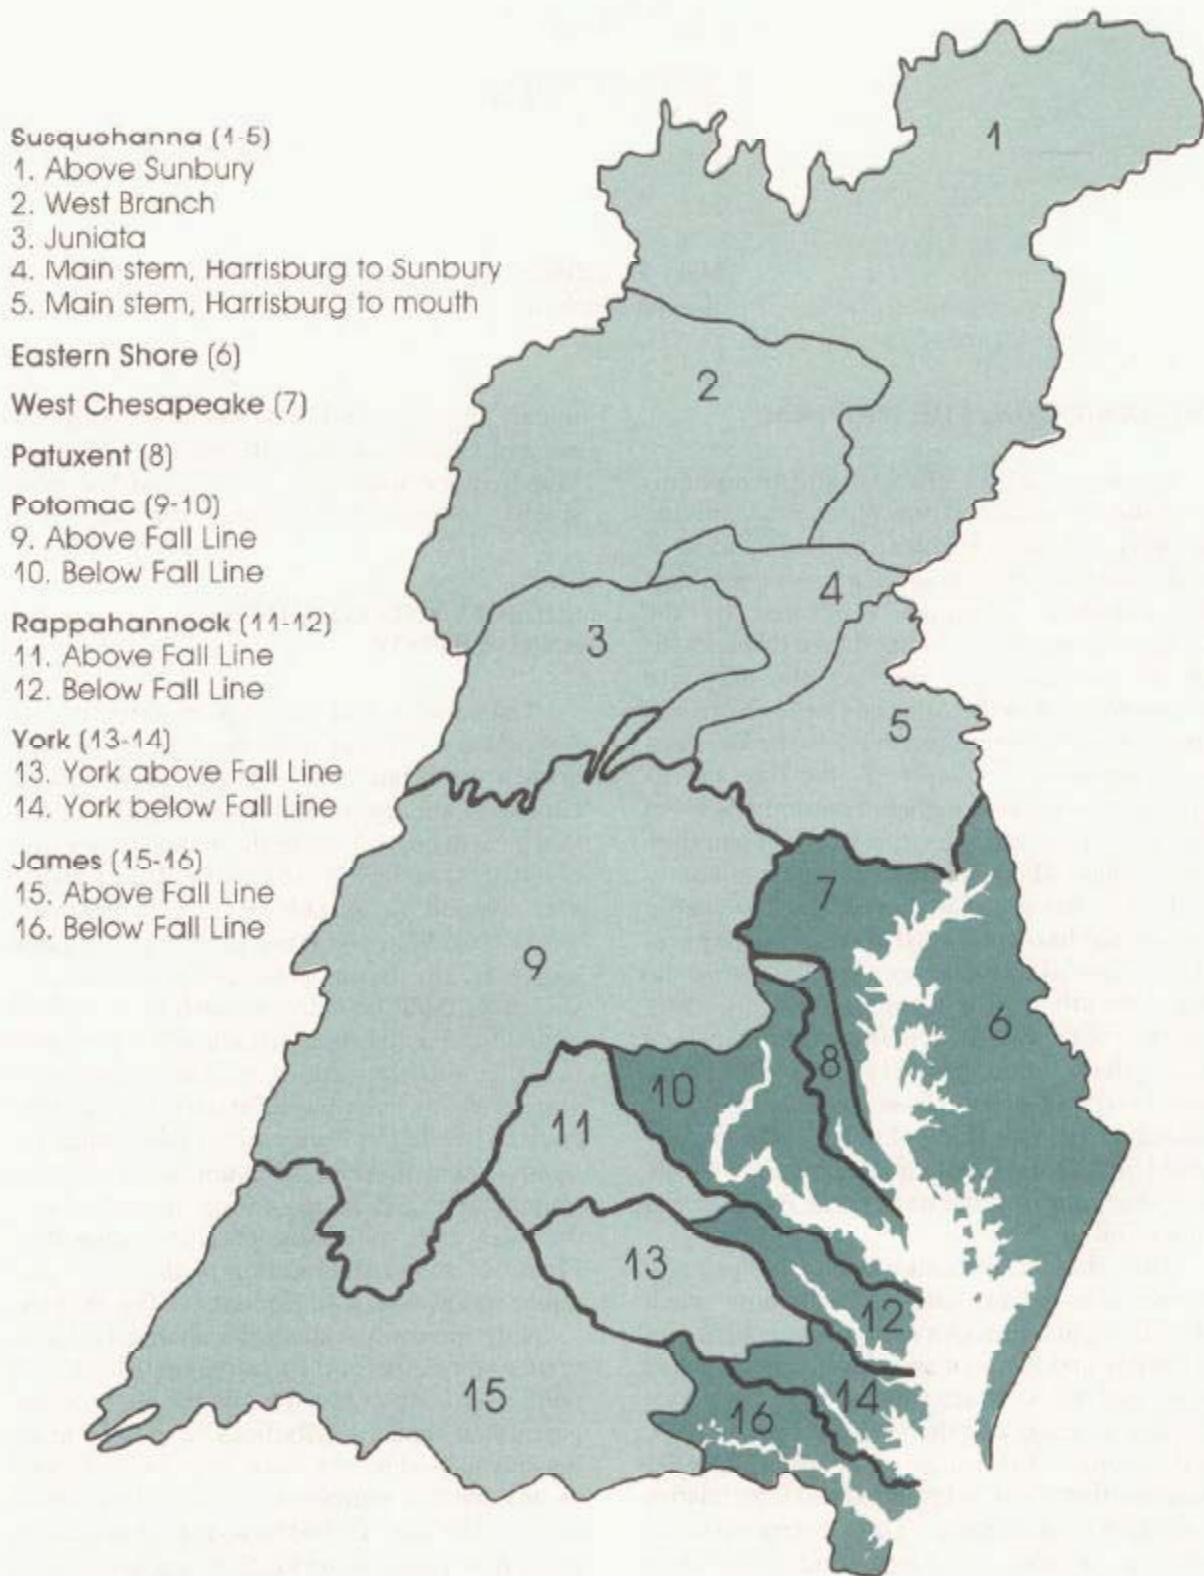 Susquohanna (1-5)
1. Above Sunbury
2. West Branch
3. Juniata
4. Main stem, Harrisburg to Sunbury
5. Main stem, Harrisburg to mouth
Eastern Shore (6)
West Chesapeake (7)
Patuxent (8)
Potomac (9-10)
9. Above Fall Line
10. Below Fall Line
Rappahannook (11-12)
11. Above Fall Line
12. Below Fall Line
York (13-14)
13. York above Fall Line
14. York below Fall Line
James (15-16)
15. Above Fall Line
16. Below Fall Line
1
2
4
3
5
7
9
6
8
10
11
13
12
15
14
16